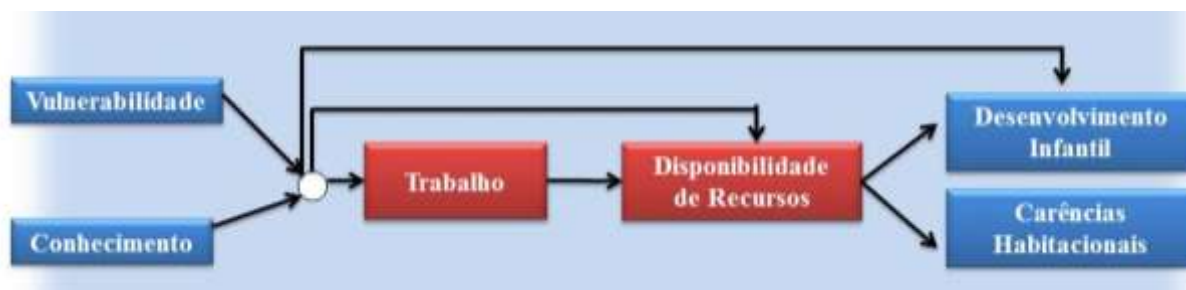 Vulnerabilidade
Conhecimento
Trabalho
Disponibilidade
de Recursos
Desenvolvimento
Infantil
Carências
Habitacionais